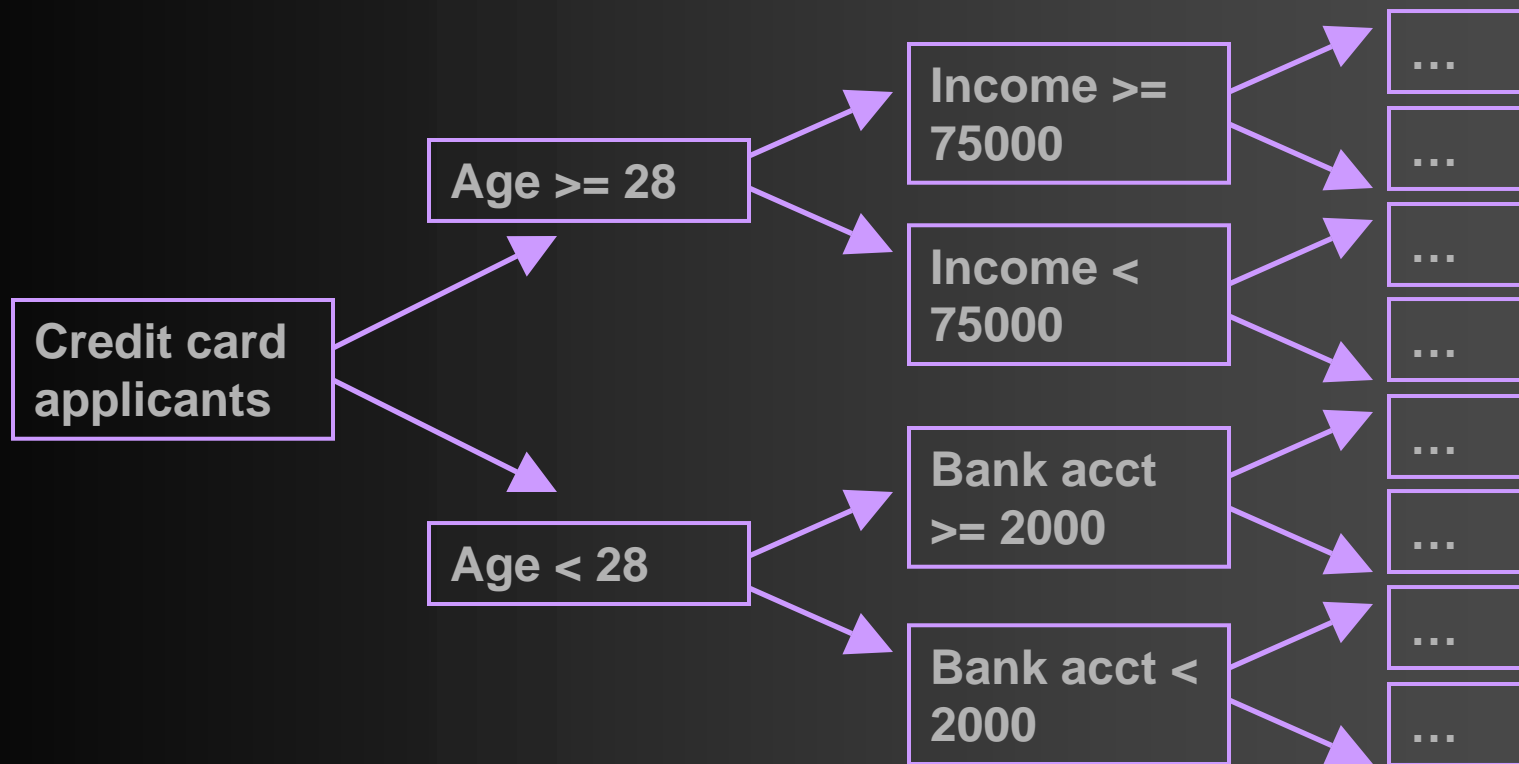 Credit card
applicants
Age >= 28
Age < 28
Income >=
75000
Income <
75000
Bank acct
>= 2000
Bank acct <
2000
…
…
…
…
…
…
…
…